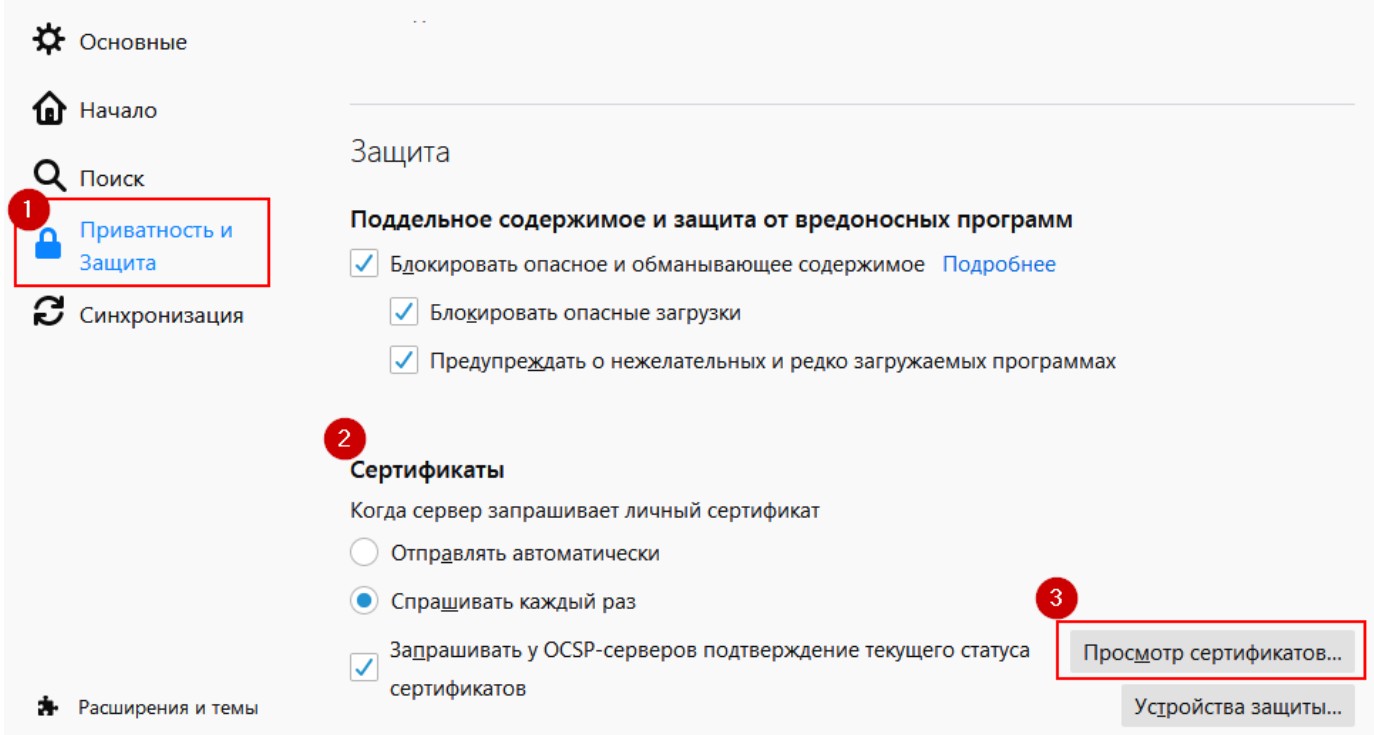 Основные
Начало
Поиск
1
Приватность и
Защита
Синхронизация
Расширения и темы
Защита
Поддельное содержимое и защита от вредоносных программ
Блокировать опасное и обманывающее содержимое Подробнее
Блокировать опасные загрузки
Предупреждать о нежелательных и редко загружаемых программах
2
Сертификаты
Когда сервер запрашивает личный сертификат
Отправлять автоматически
Спрашивать каждый раз
Запрашивать у OCSP-серверов подтверждение текущего статуса
сертификатов
3
Просмотр сертификатов...
Устройства защиты...